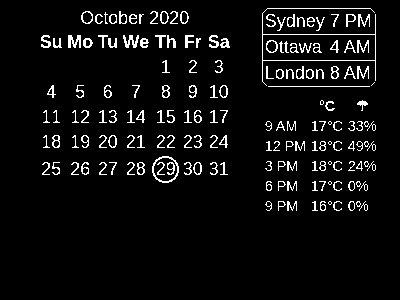 October 2020
Su Mo Tu We Th Fr Sa
1 2 3
4 5 6 7 8 9 10
11 12 13 14 15 16 17
18 19 20 21 22 23 24
25 26 27 28 29 30 31
Sydney 7 PM
Ottawa 4 AM
London 8 AM
°C ☂
9 AM 17°C 33%
12 PM 18°C 49%
3 PM 18°C 24%
6 PM 17°C 0%
9 PM 16°C 0%